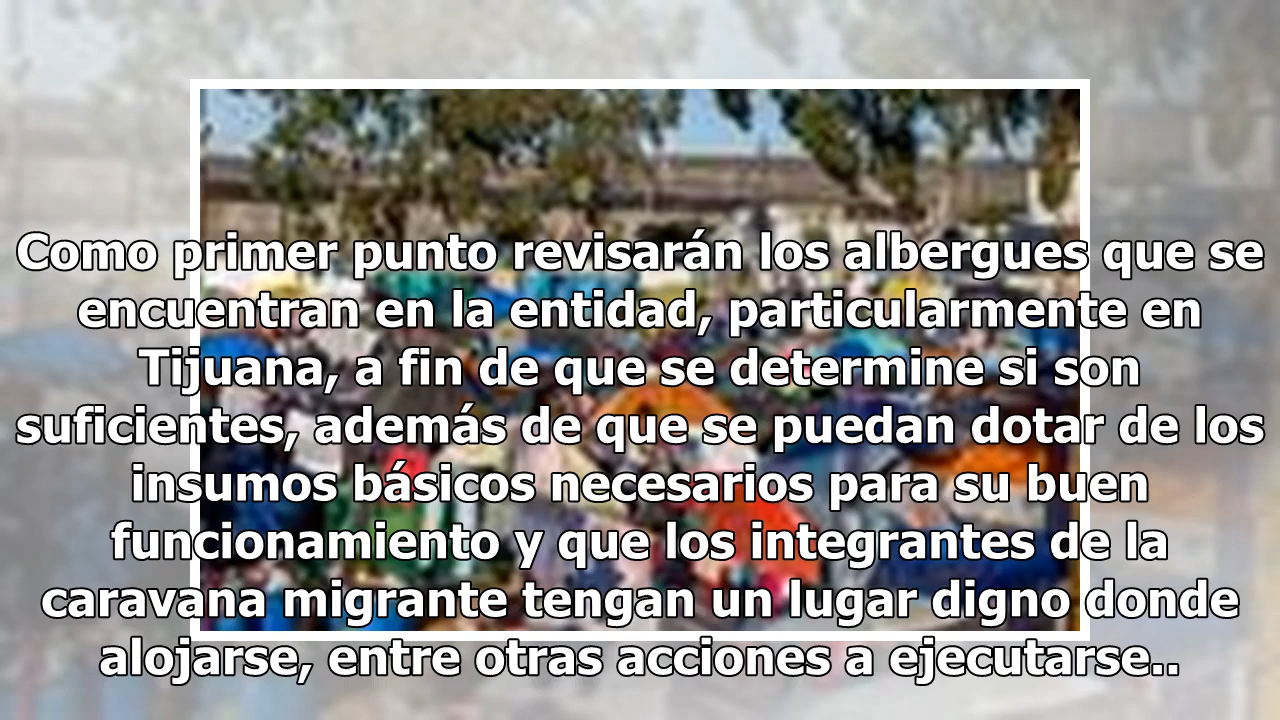 Como primer punto revisarán los albergues que se
encuentran en la entidad, particularmente en
Tijuana, a fin de que se determine si son
suficientes, además de que se puedan dotar de los
insumos básicos necesarios para su buen
funcionamiento y que los integrantes de la
caravana migrante tengan un lugar digno donde
alojarse, entre otras acciones a ejecutarse..